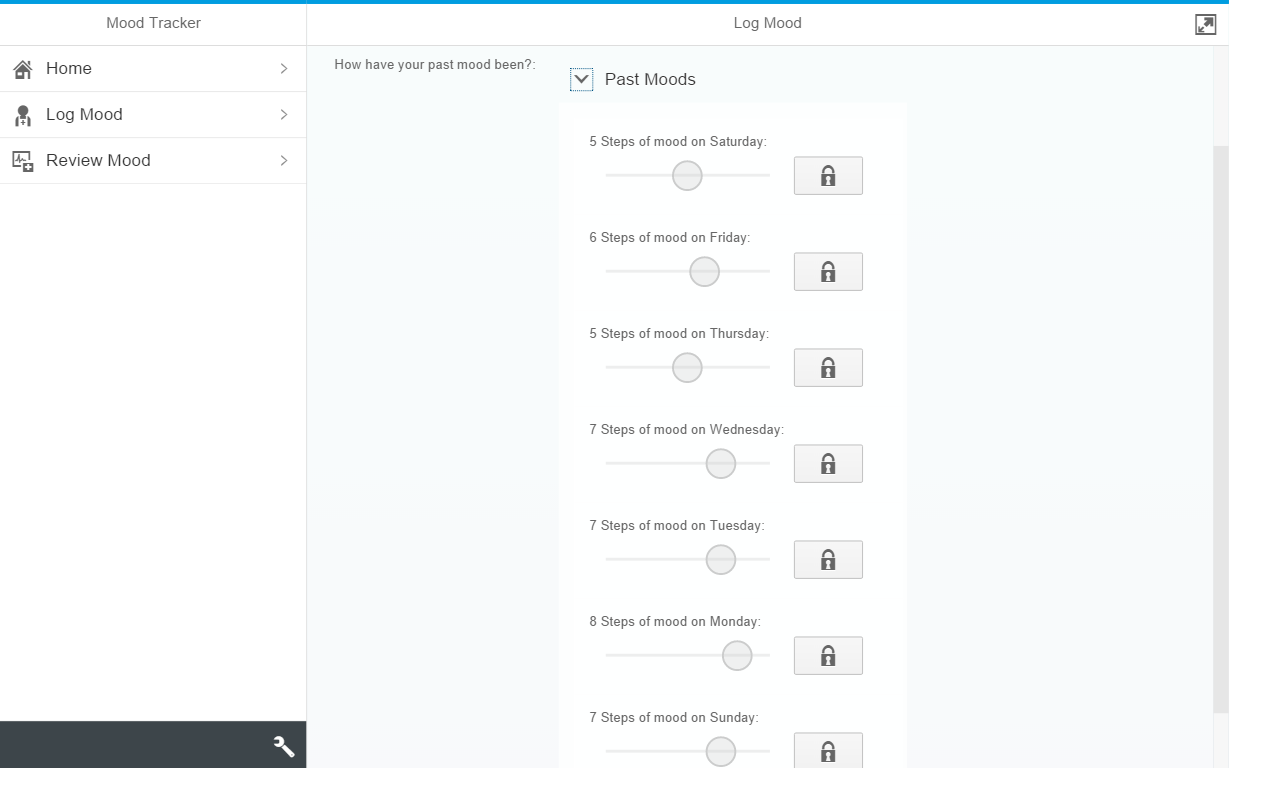 Mood Tracker
Log Mood
Home
Log Mood
Review Mood
How have your past mood been?:
Past Moods
5 Steps of mood on Saturday:
6 Steps of mood on Friday:
5 Steps of mood on Thursday:
7 Steps of mood on Wednesday:
7 Steps of mood on Tuesday:
8 Steps of mood on Monday:
7 Steps of mood on Sunday: